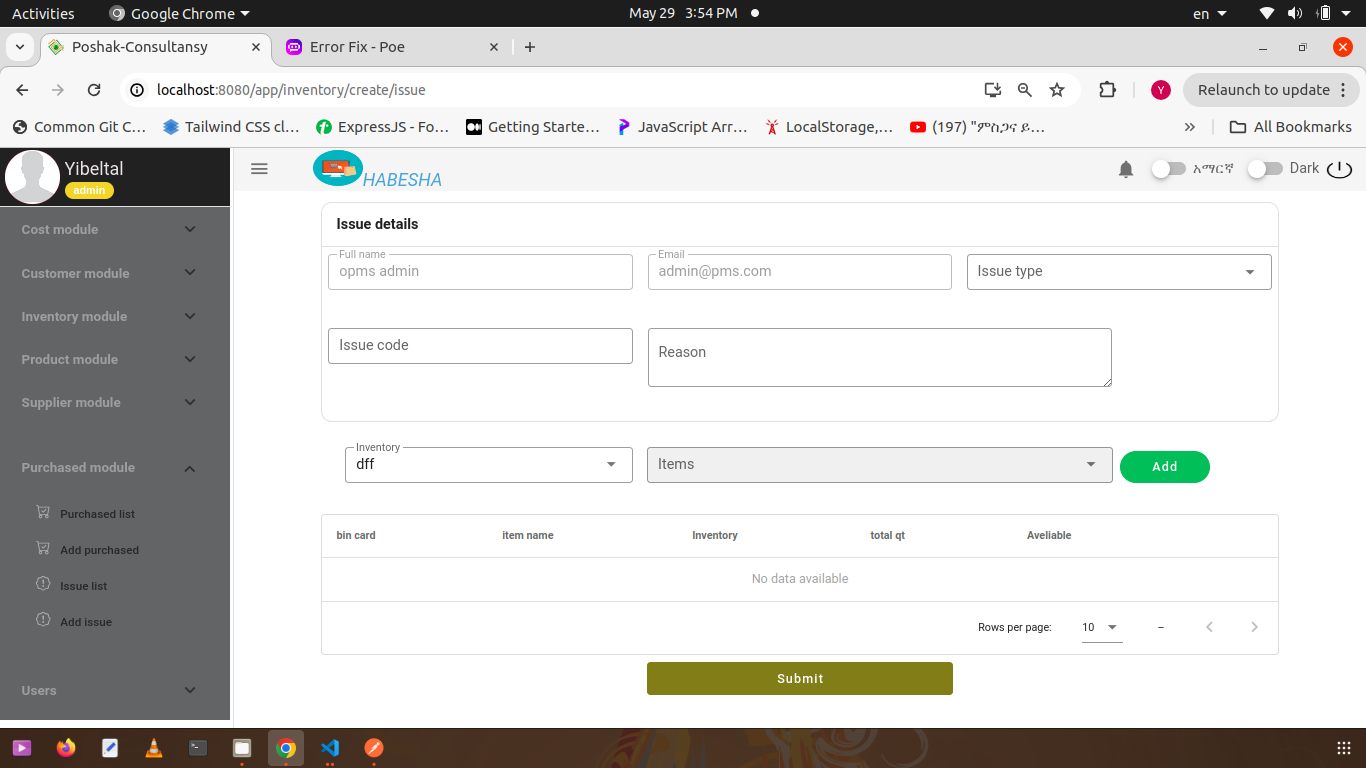 Activities Google Chrome May 29 3:54 PM en
Poshak-Consultansy Error Fix - Poe
localhost:8080/app/inventory/create/issue Y Relaunch to update
Common Git C… Tailwind CSS cl… ExpressJS - Fo… Getting Starte… JavaScript Arr… LocalStorage,… (197) "ምስጋና ይ… » All Bookmarks
Yibeltal
admin
HABESHA
አማርኛ Dark
Cost module
Customer module
Inventory module
Product module
Supplier module
Purchased module
Purchased list
Add purchased
Issue list
Add issue
Users
Issue details
Full name Email
opms admin admin@pms.com Issue type
Issue code Reason
Inventory
dff Items Add
bin card item name Inventory total qt Aveliable
No data available
Rows per page: 10 –
Submit